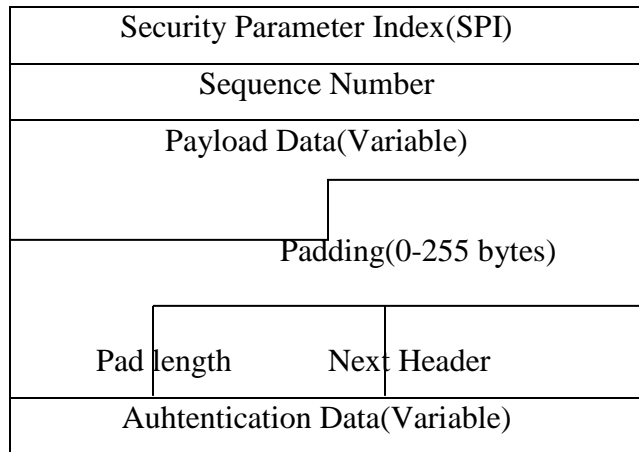 Security Parameter Index(SPI)
Sequence Number
Payload Data(Variable)
Padding(0-255 bytes)
Pad length Next Header
Auhtentication Data(Variable)